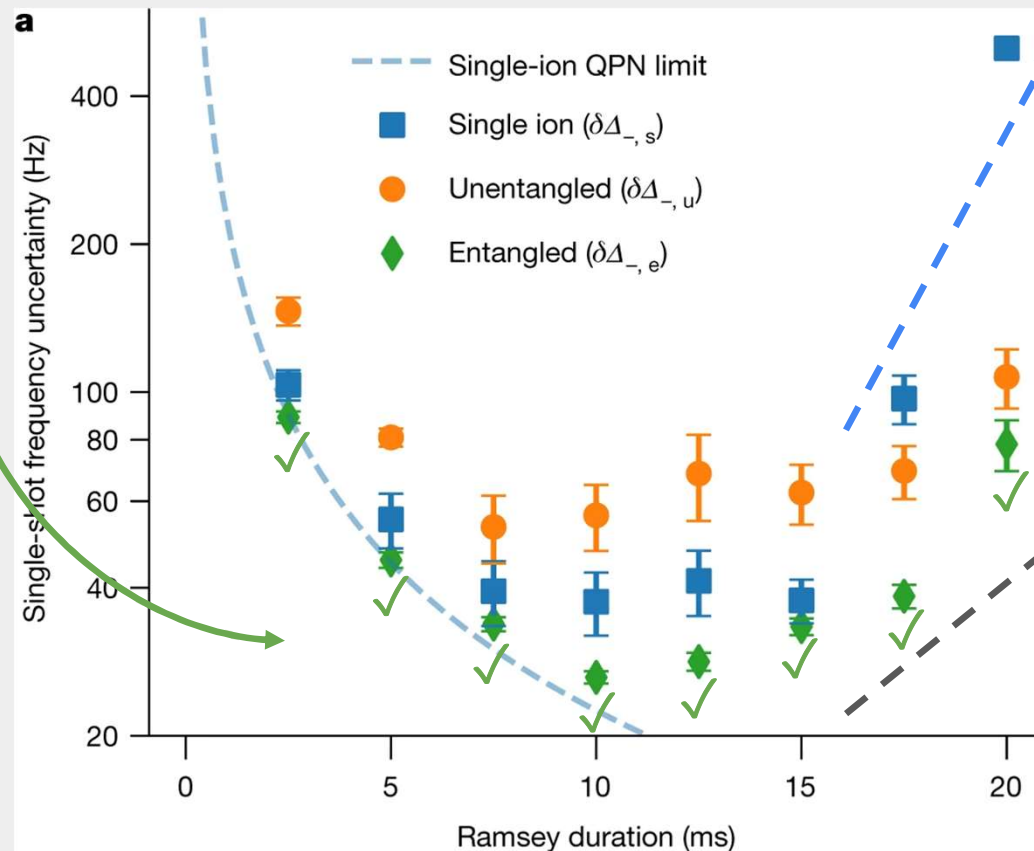 a
Single-shot frequency uncertainty (Hz)
400
200
100
80
60
40
20
Single-ion QPN limit
Single ion (δΔ₋, s)
Unentangled (δΔ₋, u)
Entangled (δΔ₋, e)
0 5 10 15 20
Ramsey duration (ms)